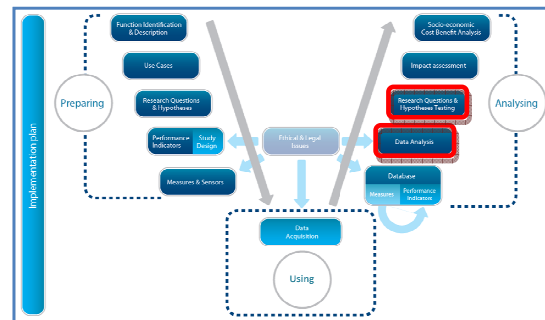 Implementation plan
Function Identification
& Description
Use Cases
Research Questions
& Hypotheses
Performance
Indicators
Study
Design
Measures & Sensors
Preparing
Ethical & Legal
Issues
Data
Acquisition
Using
Socio-economic
Cost Benefit Analysis
Impact assessment
Research Questions &
Hypotheses Testing
Data Analysis
Database
Measures
Performance
Indicators
Analysing